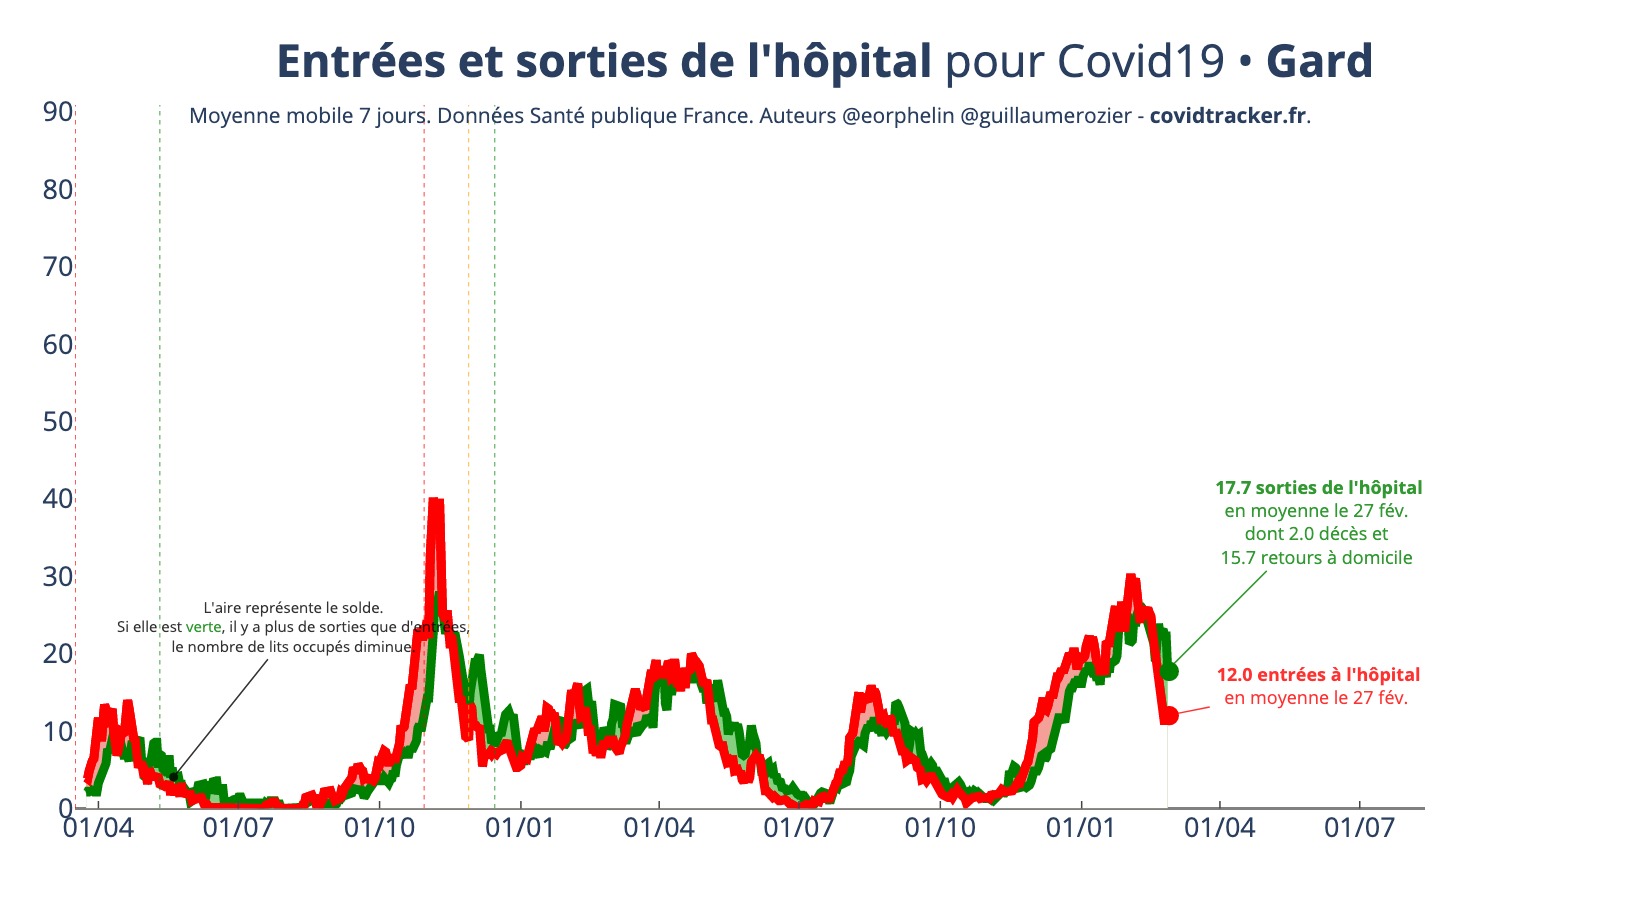 Entrées et sorties de l'hôpital pour Covid19 • Gard
Moyenne mobile 7 jours. Données Santé publique France. Auteurs @eorphelin @guillaumerozier - covidtracker.fr.
90
80
70
60
50
40
30
20
10
0
17.7 sorties de l'hôpital
en moyenne le 27 fév.
dont 2.0 décès et
15.7 retours à domicile
L'aire représente le solde.
Si elle est verte, il y a plus de sorties que d'entrées,
le nombre de lits occupés diminue.
12.0 entrées à l'hôpital
en moyenne le 27 fév.
01/04 01/07 01/10 01/01 01/04 01/07 01/10 01/01 01/04 01/07